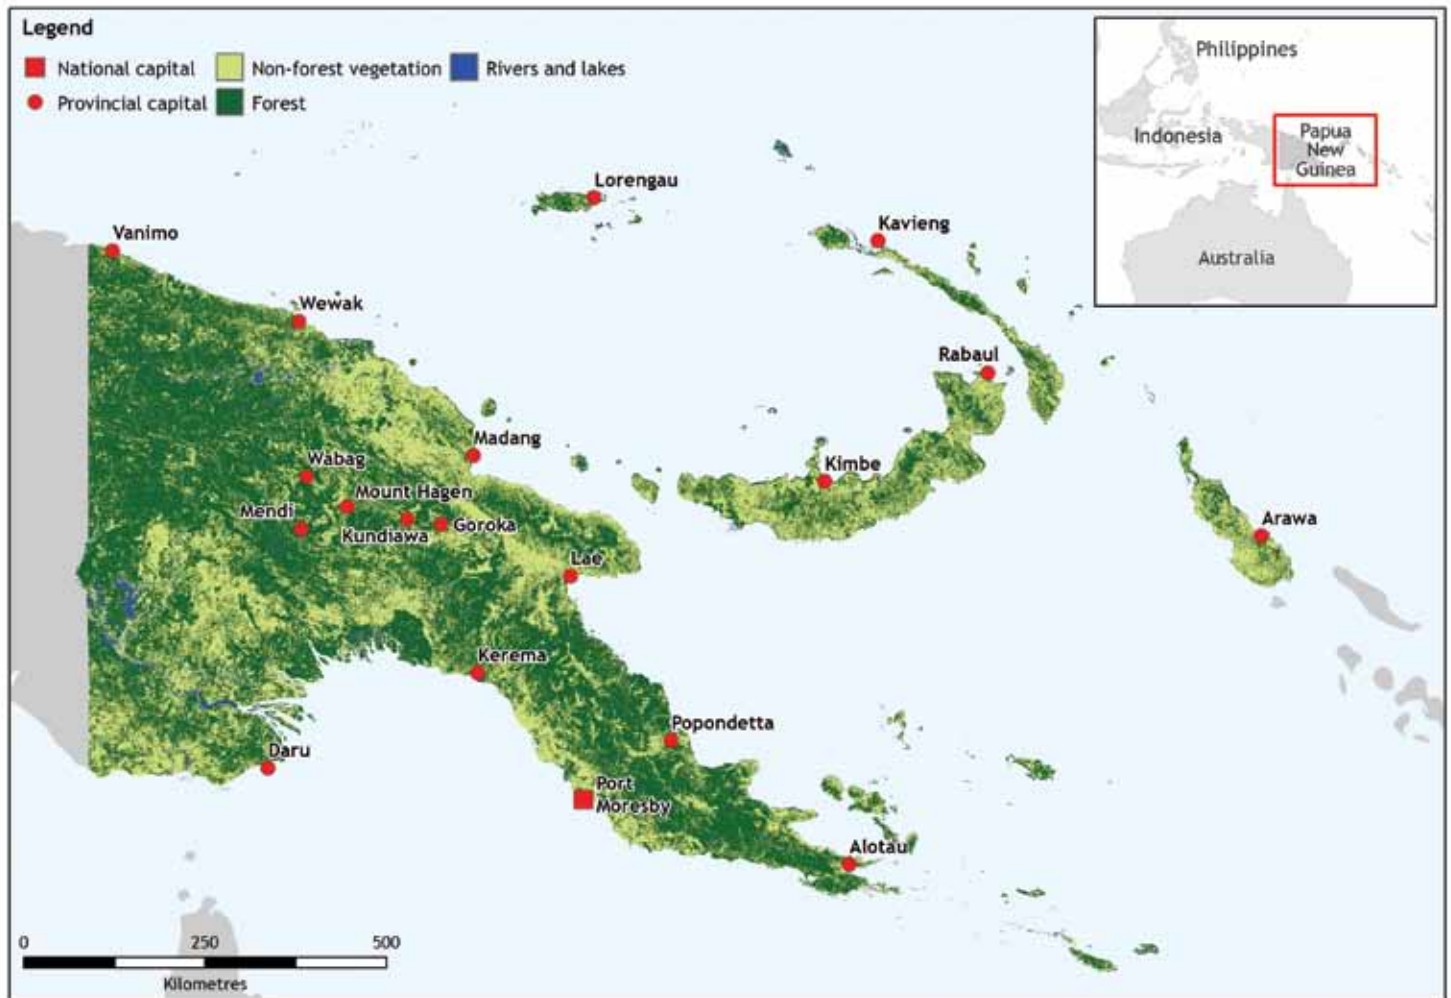 Legend
National capital
Non-forest vegetation
Rivers and lakes
Provincial capital
Forest
Philippines
Indonesia
Papua
New
Guinea
Australia
Lorengau
Kavieng
Vanimo
Wewak
Rabaul
Madang
Wabag
Kimbe
Mount Hagen
Mendi
Kundiawa
Goroka
Arawa
Lae
Kerema
Popondetta
Daru
Port
Moresby
Alotau
0 250 500
Kilometres